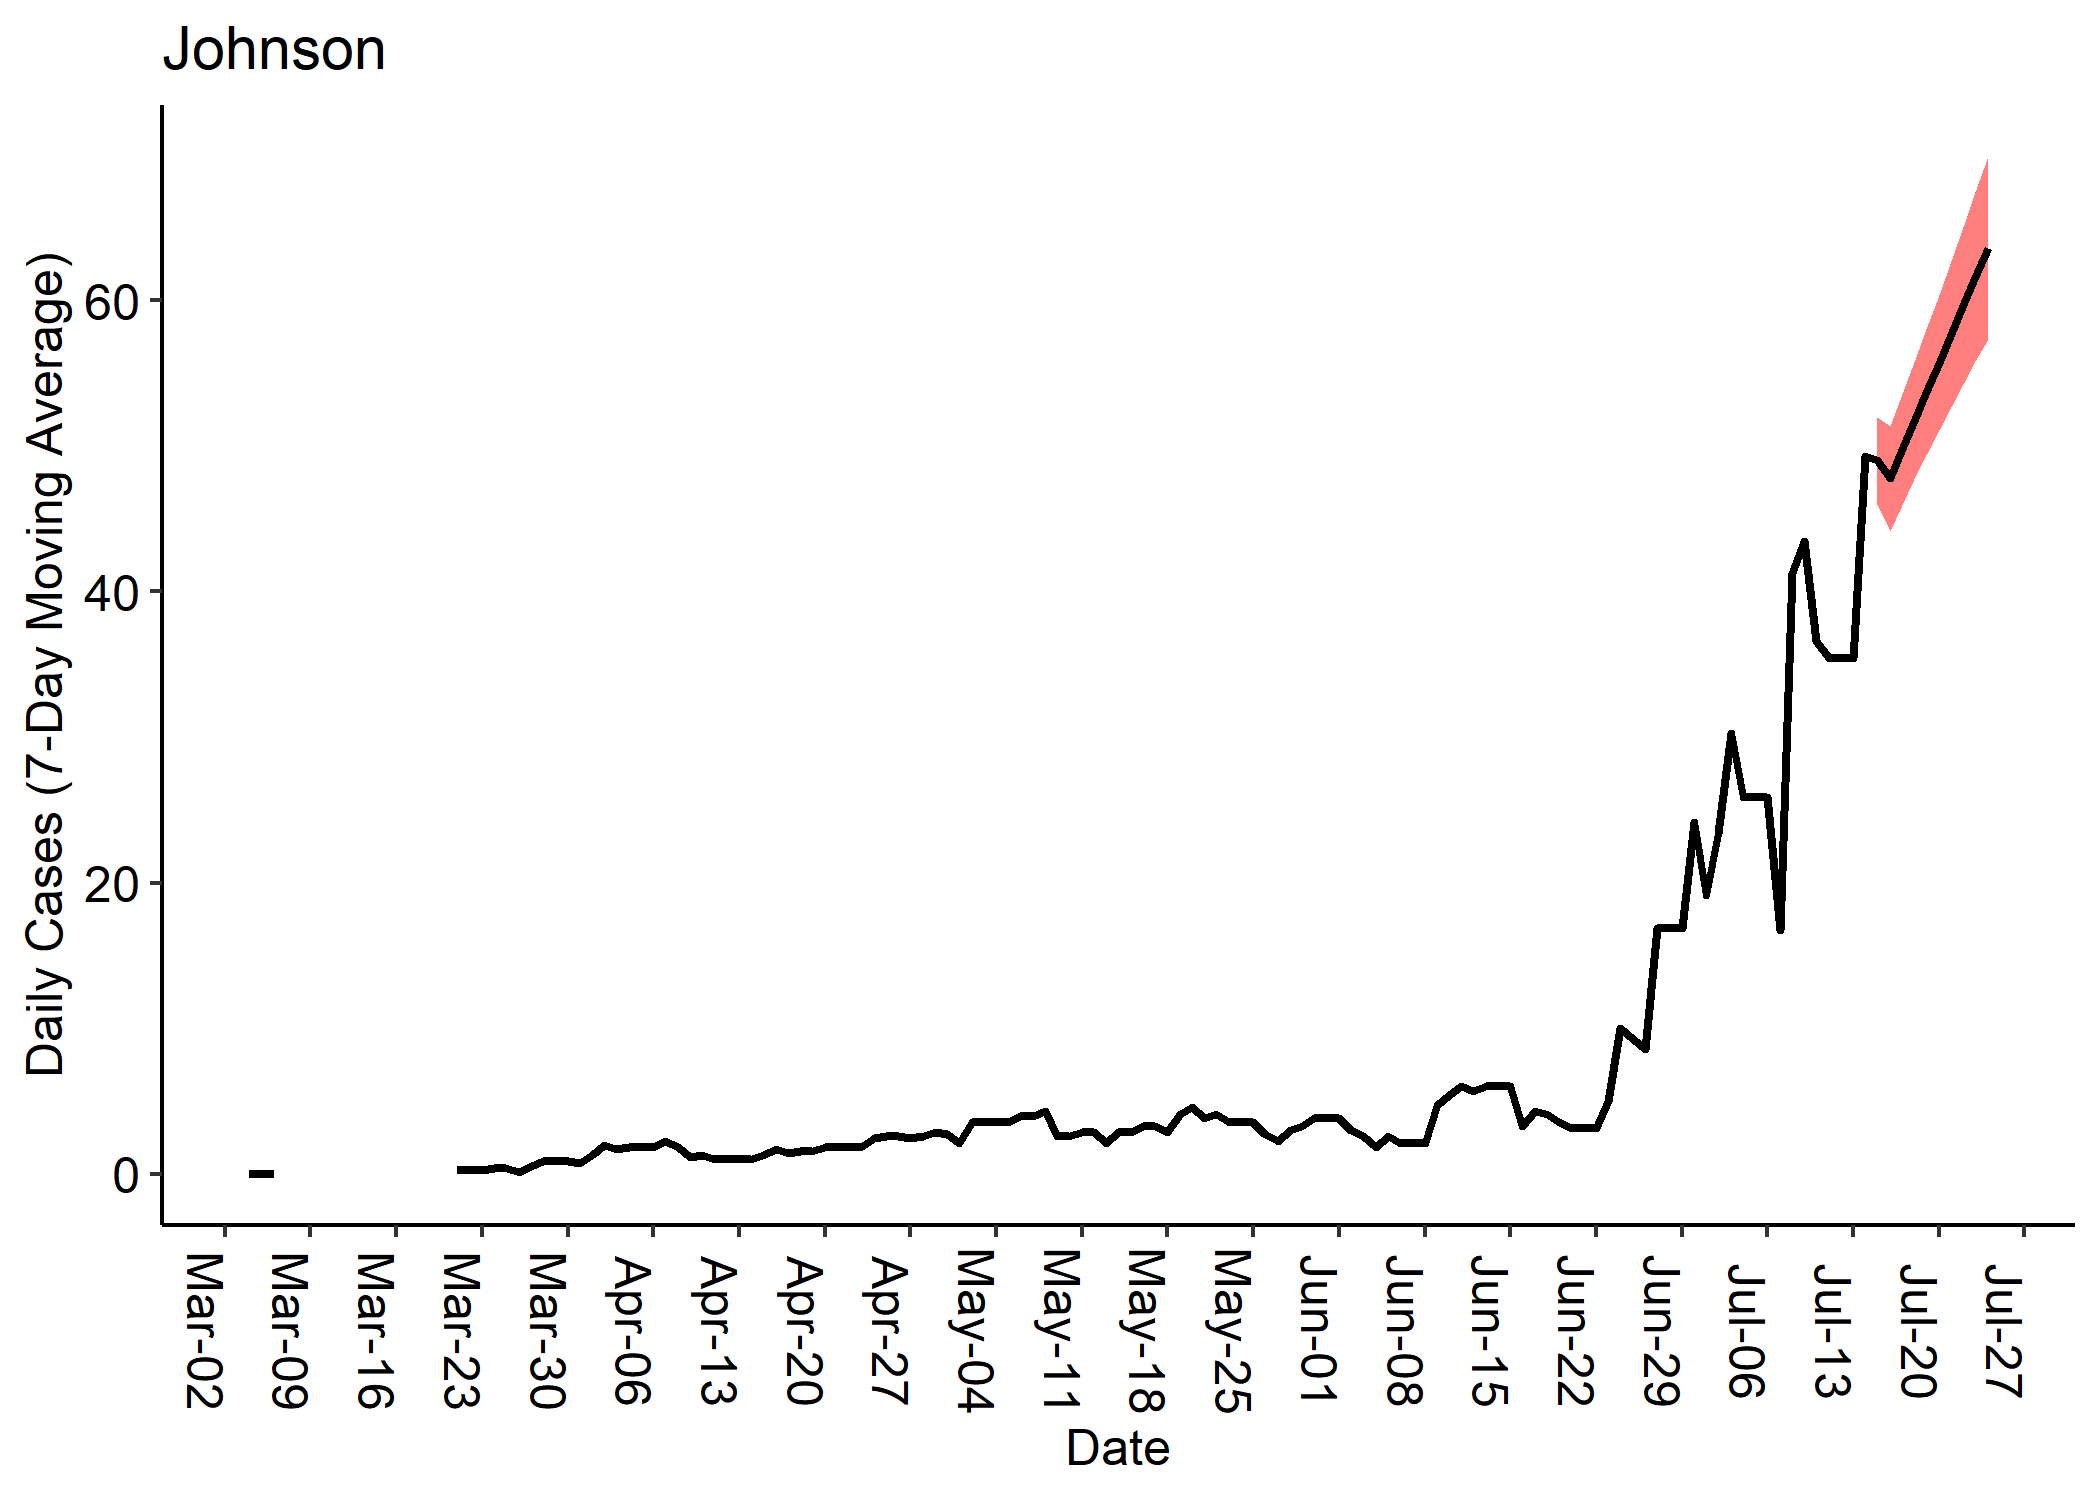 Johnson
Daily Cases (7-Day Moving Average)
60
40
20
0
Mar-02
Mar-09
Mar-16
Mar-23
Mar-30
Apr-06
Apr-13
Apr-20
Apr-27
May-04
May-11
May-18
May-25
Jun-01
Jun-08
Jun-15
Jun-22
Jun-29
Jul-06
Jul-13
Jul-20
Jul-27
Date